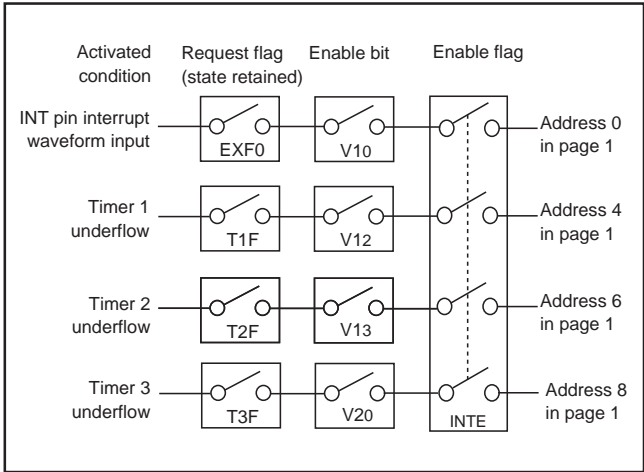 Activated
condition
Request flag
(state retained)
Enable bit
Enable flag
INT pin interrupt
waveform input
EXF0
V10
Address 0
in page 1
Timer 1
underflow
T1F
V12
Address 4
in page 1
Timer 2
underflow
T2F
V13
Address 6
in page 1
Timer 3
underflow
T3F
V20
INTE
Address 8
in page 1